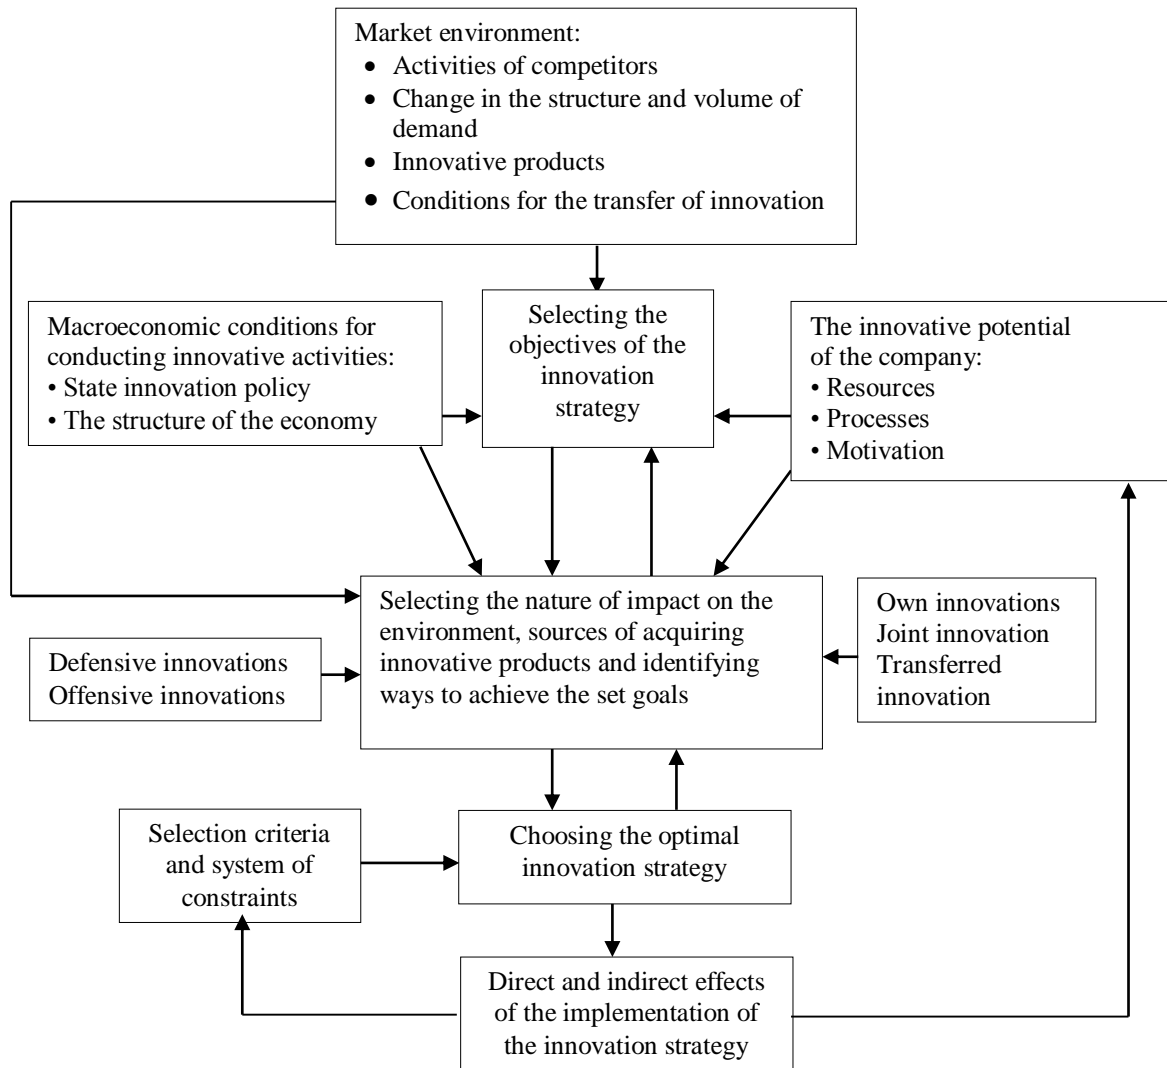 Market environment:
• Activities of competitors
• Change in the structure and volume of
demand
• Innovative products
• Conditions for the transfer of innovation
Macroeconomic conditions for
conducting innovative activities:
• State innovation policy
• The structure of the economy
Selecting the
objectives of the
innovation
strategy
The innovative potential
of the company:
• Resources
• Processes
• Motivation
Selecting the nature of impact on the
environment, sources of acquiring
innovative products and identifying
ways to achieve the set goals
Defensive innovations
Offensive innovations
Own innovations
Joint innovation
Transferred
innovation
Selection criteria
and system of
constraints
Choosing the optimal
innovation strategy
Direct and indirect effects
of the implementation of
the innovation strategy